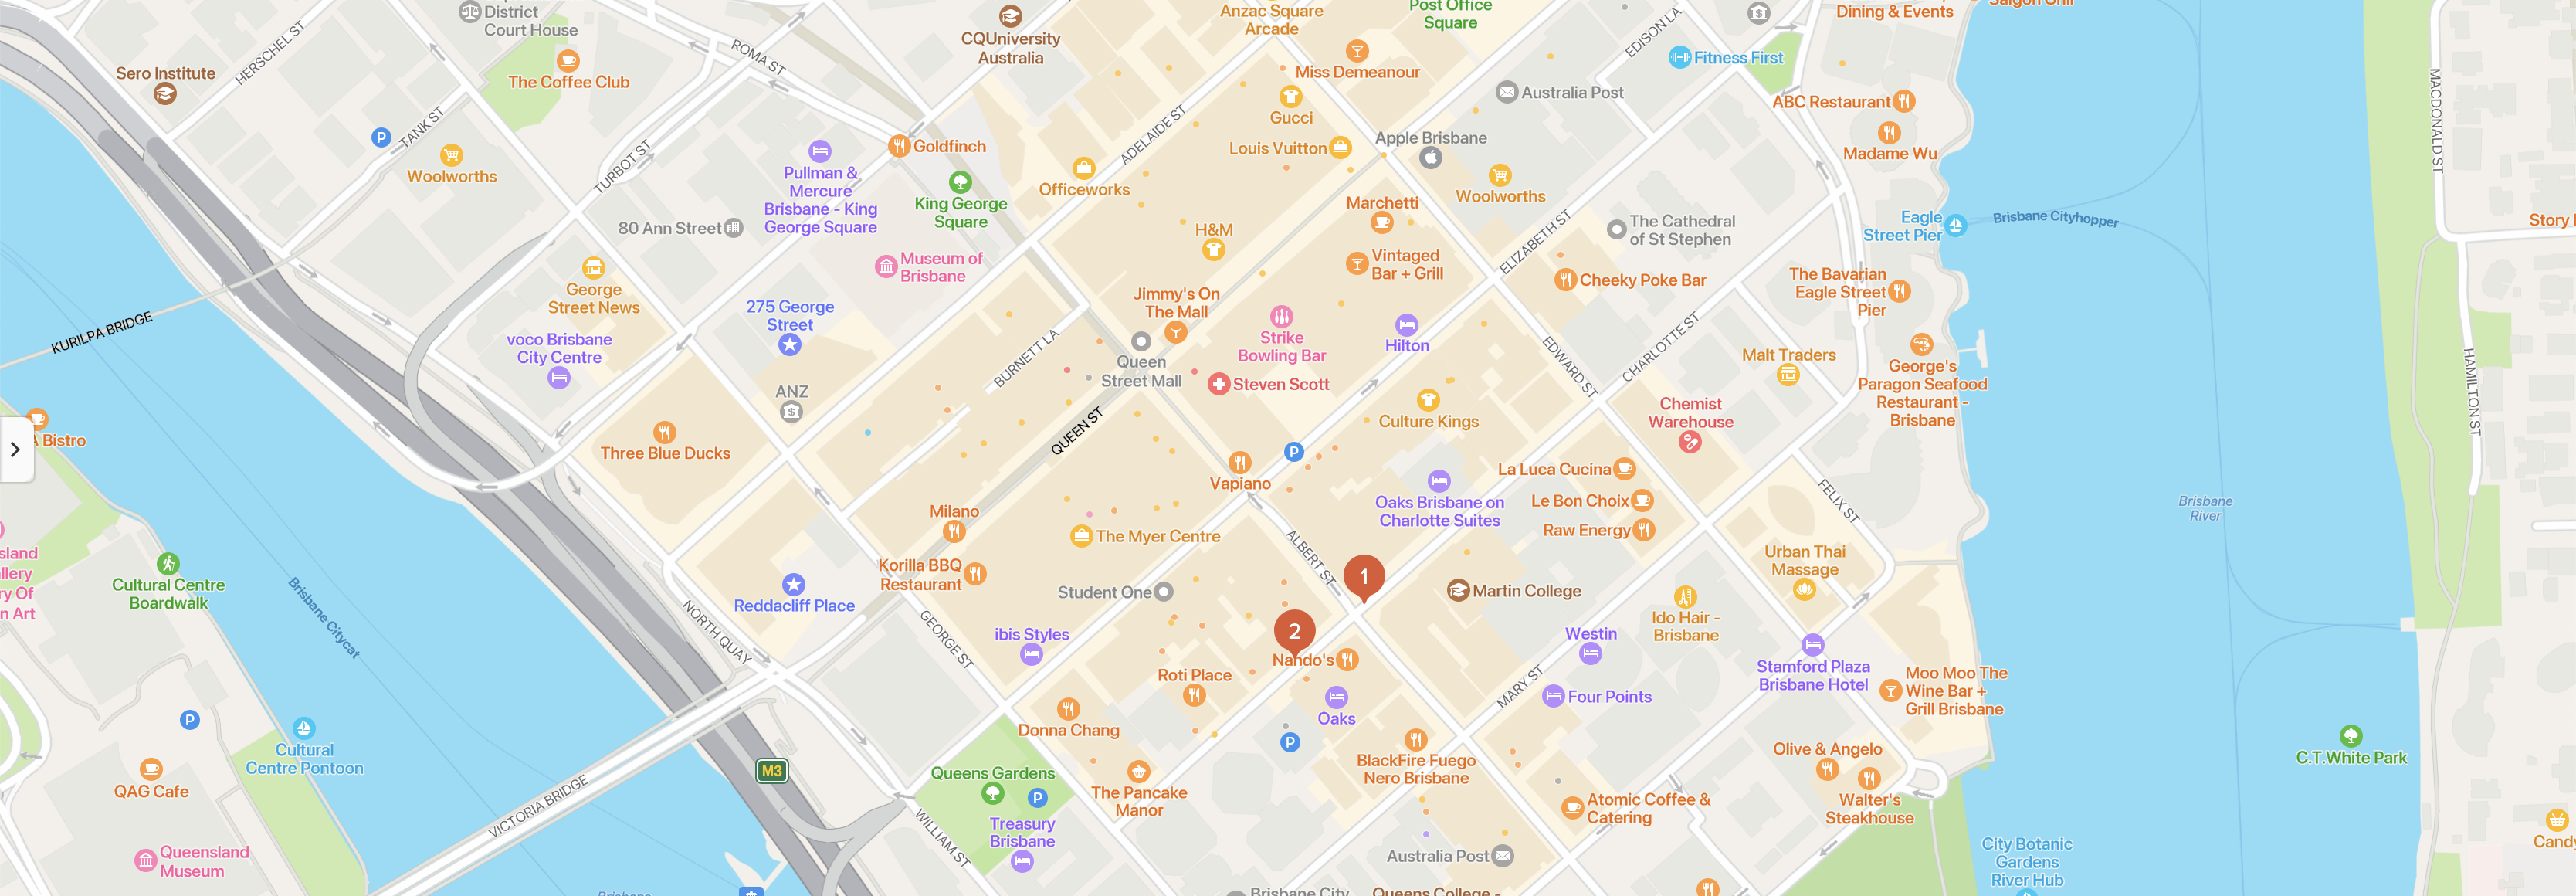 District
Court House
HERSCHEL ST
Sero Institute
The Coffee Club
ROMA ST
CQUniversity
Australia
Anzac Square
Arcade
Post Office
Square
Miss Demeanour
EDISON LA
Fitness First
Dining & Events
Saigon Grill
Australia Post
ABC Restaurant
Madame Wu
MACDONALD ST
P
TANK ST
Woolworths
TURBOT ST
Pullman &
Mercure
Brisbane - King
George Square
Goldfinch
King George
Square
ADELAIDE ST
Officeworks
Gucci
Louis Vuitton
Apple Brisbane
Woolworths
Marchetti
80 Ann Street
Museum of
Brisbane
H&M
Vintaged
Bar + Grill
ELIZABETH ST
The Cathedral
of St Stephen
Eagle
Street Pier
Brisbane Cityhopper
Story
Cheeky Poke Bar
The Bavarian
Eagle Street
Pier
George
Street News
275 George
Street
Jimmy's On
The Mall
KURILPA BRIDGE
voco Brisbane
City Centre
BURNETT LA
Queen
Street Mall
Strike
Bowling Bar
Hilton
EDWARD ST
CHARLOTTE ST
Malt Traders
George's
Paragon Seafood
Restaurant -
Brisbane
HAMILTON ST
ANZ
Steven Scott
Culture Kings
Chemist
Warehouse
A Bistro
Three Blue Ducks
QUEEN ST
P
Vapiano
La Luca Cucina
Oaks Brisbane on
Charlotte Suites
Le Bon Choix
Raw Energy
FELIX ST
Brisbane
River
Milano
The Myer Centre
ALBERT ST
Urban Thai
Massage
sland
llery
ry Of
n Art
Cultural Centre
Boardwalk
Brisbane Citycat
Reddacliff Place
Korilla BBQ
Restaurant
Student One
1
Martin College
Ido Hair -
Brisbane
NORTH QUAY
GEORGE ST
ibis Styles
2
Nando's
Westin
Roti Place
Stamford Plaza
Brisbane Hotel
Moo Moo The
Wine Bar +
Grill Brisbane
MARY ST
Four Points
P
Cultural
Centre Pontoon
Donna Chang
Oaks
P
M3
BlackFire Fuego
Nero Brisbane
Olive & Angelo
C.T.White Park
QAG Cafe
Queens Gardens
P
The Pancake
Manor
Atomic Coffee &
Catering
Walter's
Steakhouse
VICTORIA BRIDGE
Treasury
Brisbane
WILLIAM ST
Queensland
Museum
Australia Post
City Botanic
Gardens
River Hub
Candy
Brisbane
Brisbane City
Queens College -